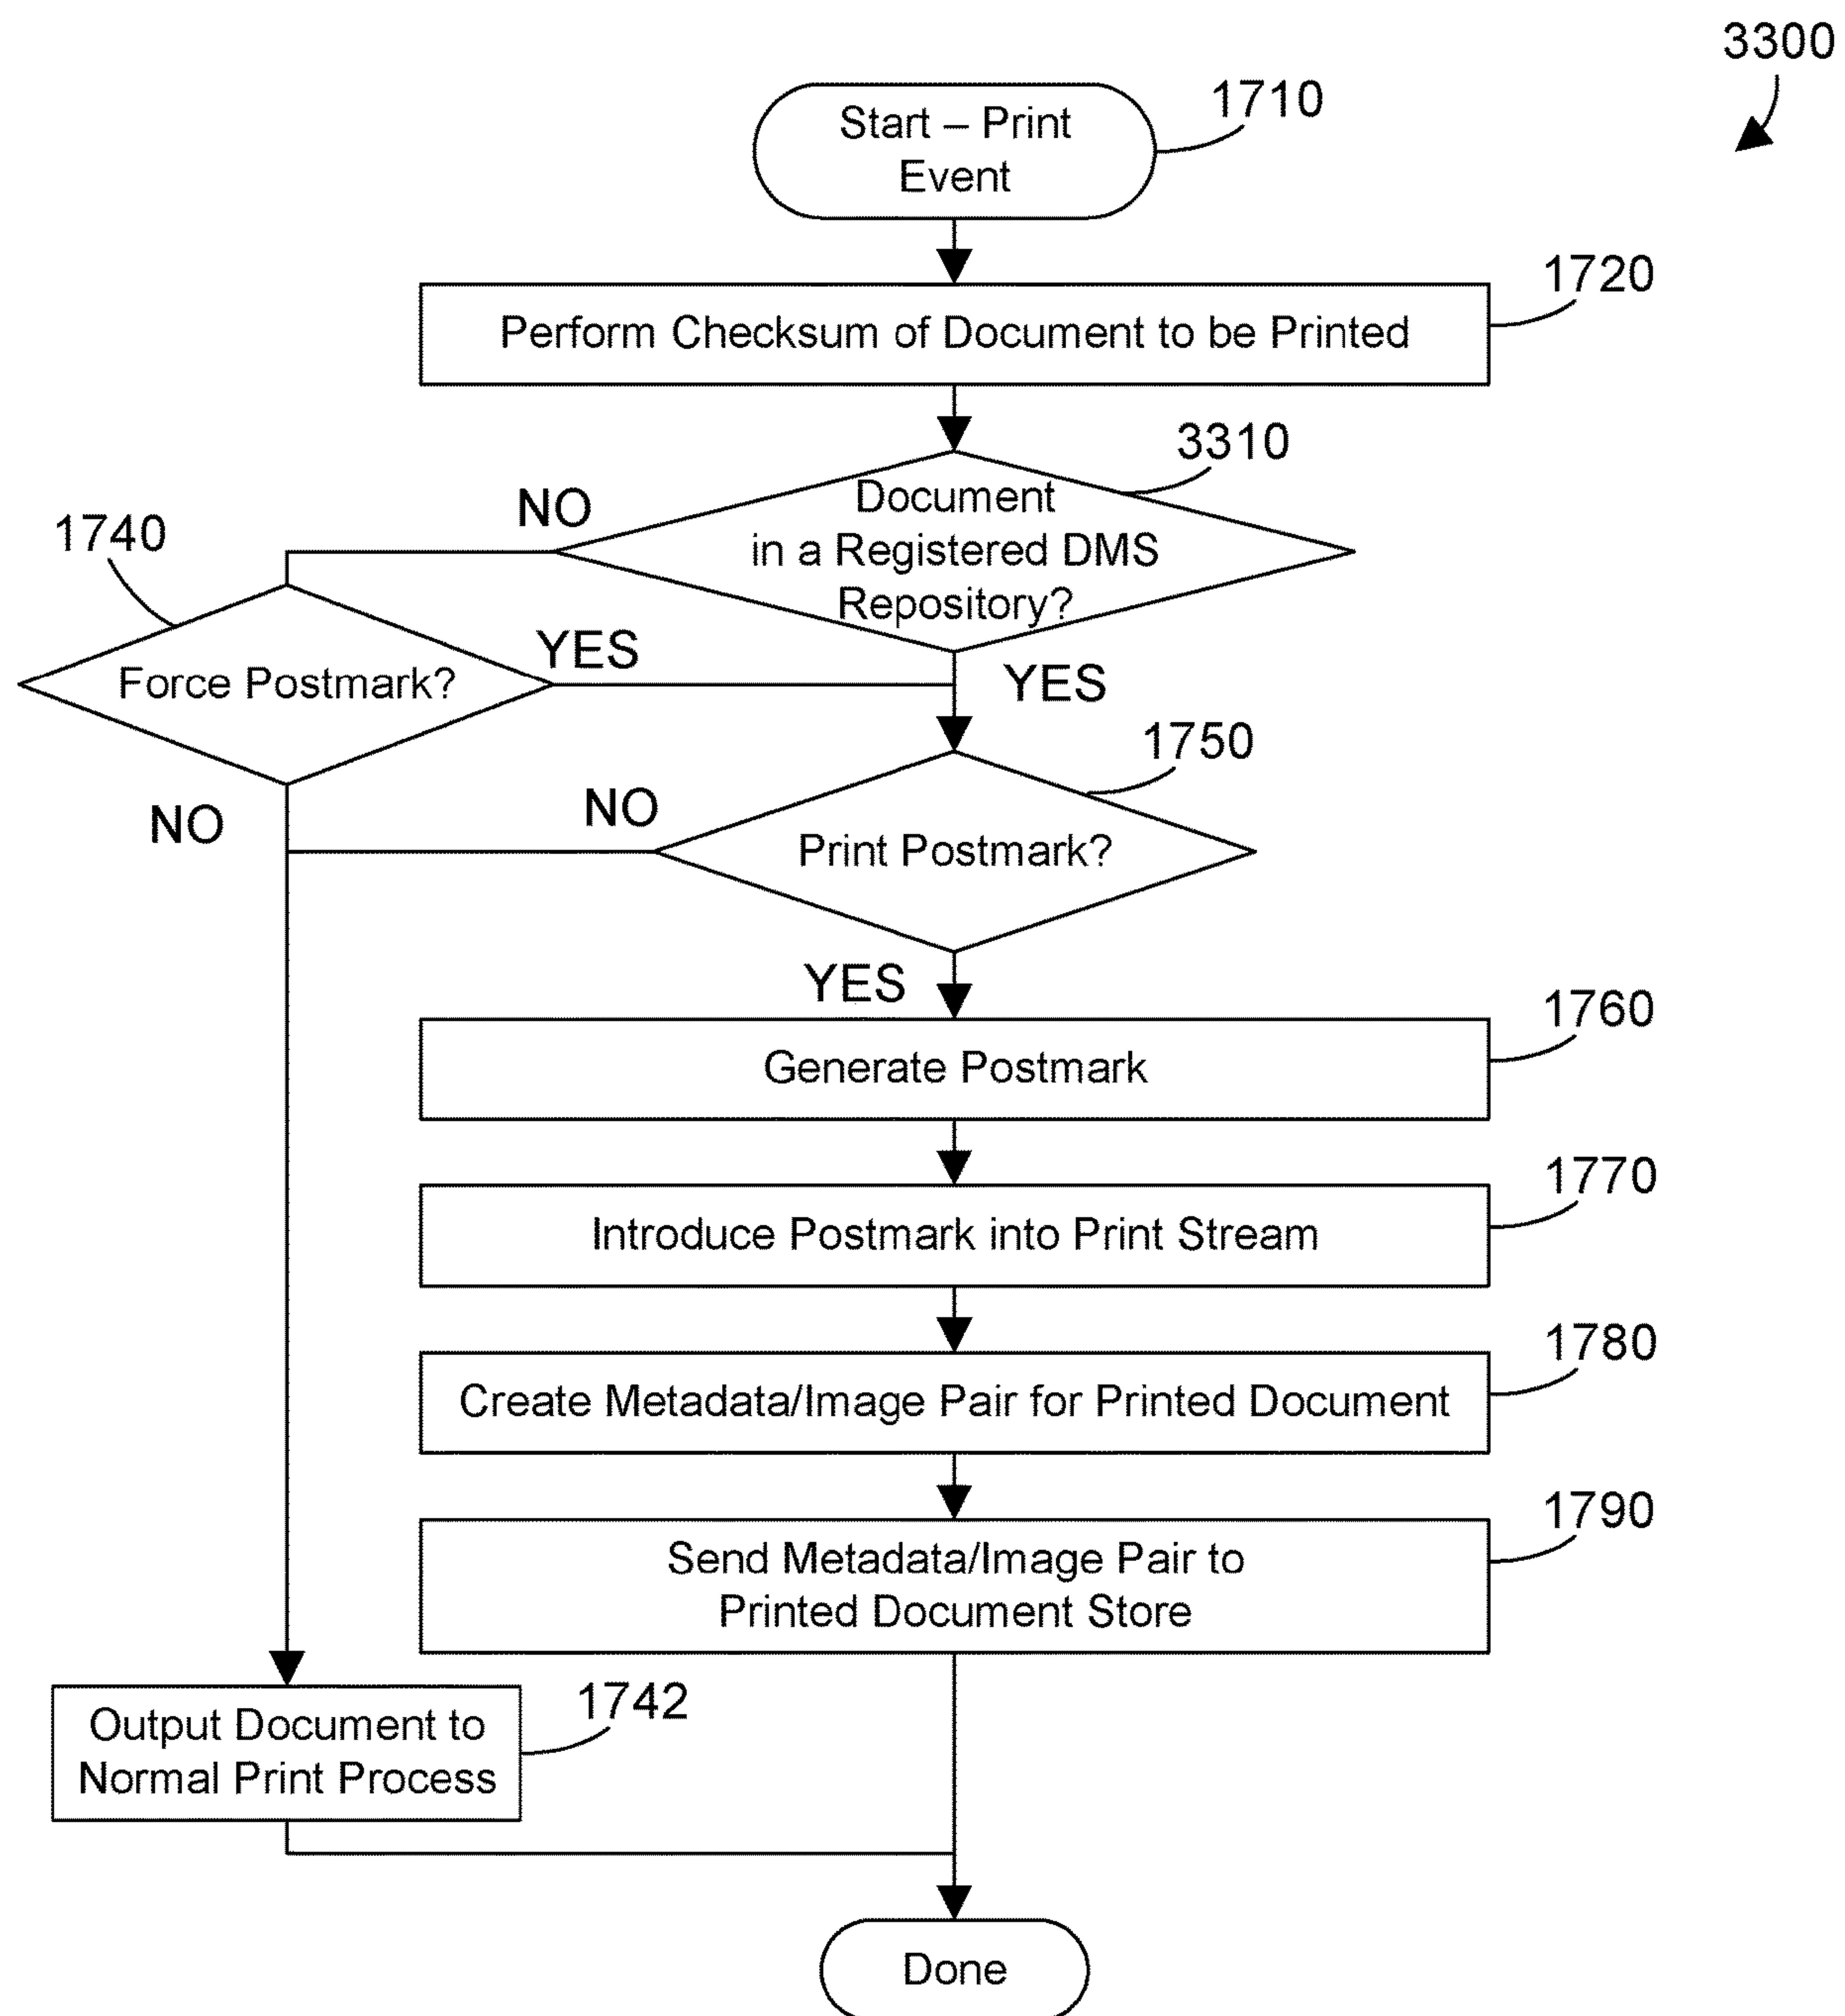 3300
Start – Print
Event
1710
Perform Checksum of Document to be Printed
1720
Document
in a Registered DMS
Repository?
3310
NO
1740
Force Postmark?
YES
YES
NO
1750
NO
Print Postmark?
YES
1760
Generate Postmark
1770
Introduce Postmark into Print Stream
1780
Create Metadata/Image Pair for Printed Document
1790
Send Metadata/Image Pair to
Printed Document Store
1742
Output Document to
Normal Print Process
Done